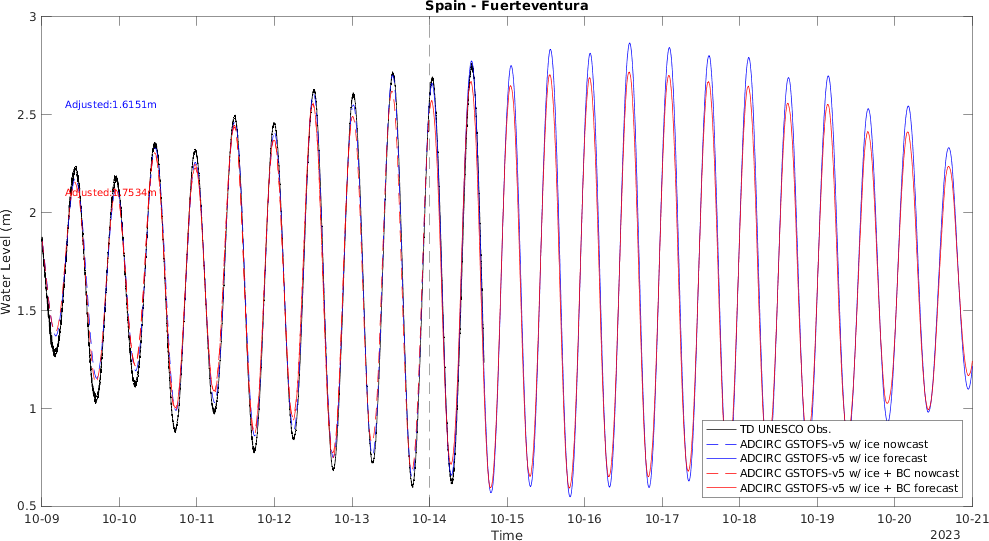 Spain - Fuerteventura
3
2.5
2
1.5
1
0.5
Water Level (m)
Adjusted:1.6151m
Adjusted:1.7534m
TD UNESCO Obs.
ADCIRC GSTOFS-v5 w/ ice nowcast
ADCIRC GSTOFS-v5 w/ ice forecast
ADCIRC GSTOFS-v5 w/ ice + BC nowcast
ADCIRC GSTOFS-v5 w/ ice + BC forecast
10-09 10-10 10-11 10-12 10-13 10-14 10-15 10-16 10-17 10-18 10-19 10-20 10-21
Time
2023